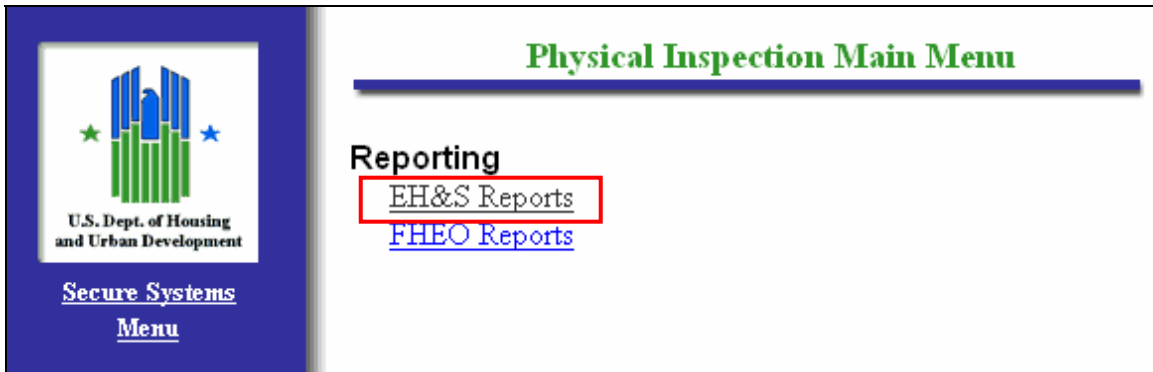 U.S. Dept. of Housing
and Urban Development
Secure Systems
Menu
Physical Inspection Main Menu
Reporting
EH&S Reports
FHEO Reports